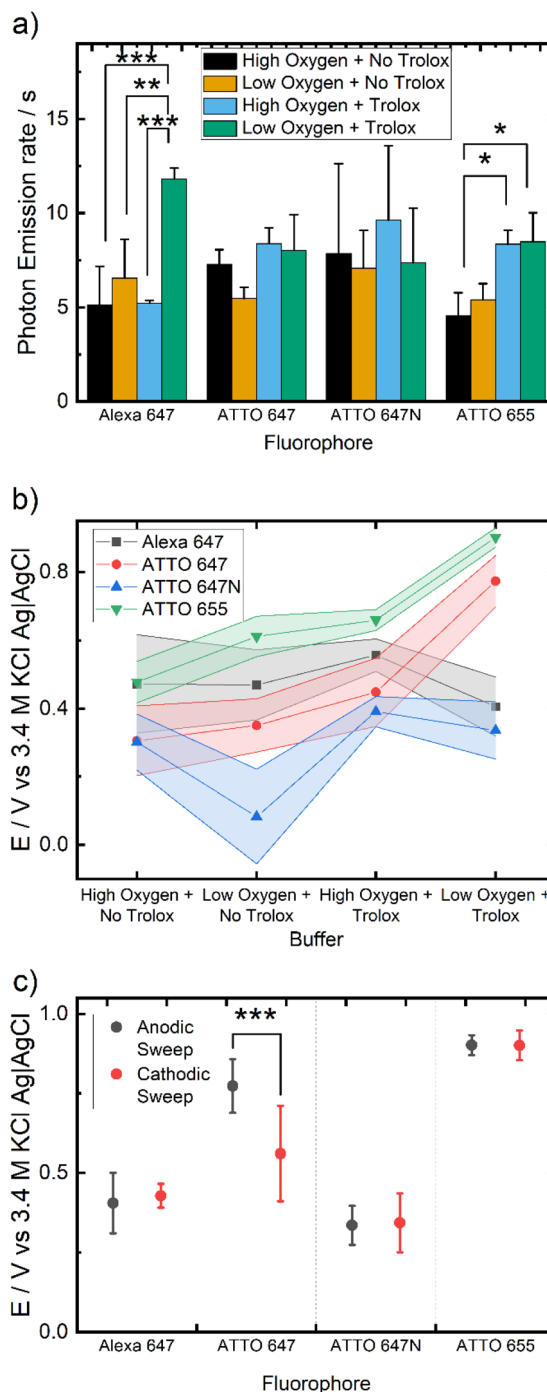 a)
***
**
***
High Oxygen + No Trolox
Low Oxygen + No Trolox
High Oxygen + Trolox
Low Oxygen + Trolox
*
*
15
10
5
0
Photon Emission rate / s
Alexa 647
ATTO 647
ATTO 647N
ATTO 655
Fluorophore
b)
Alexa 647
ATTO 647
ATTO 647N
ATTO 655
0.8
0.4
0.0
E / V vs 3.4 M KCl Ag|AgCl
High Oxygen +
No Trolox
Low Oxygen +
No Trolox
High Oxygen +
Trolox
Low Oxygen +
Trolox
Buffer
c)
1.0
0.5
0.0
E / V vs 3.4 M KCl Ag|AgCl
Anodic
Sweep
Cathodic
Sweep
***
Alexa 647
ATTO 647
ATTO 647N
ATTO 655
Fluorophore